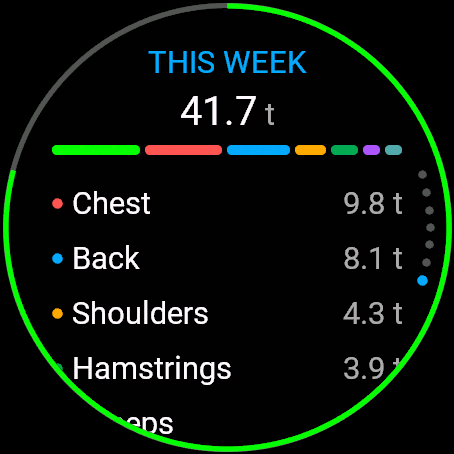 THIS WEEK
41.7 t
Chest 9.8 t
Back 8.1 t
Shoulders 4.3 t
Hamstrings 3.9 t